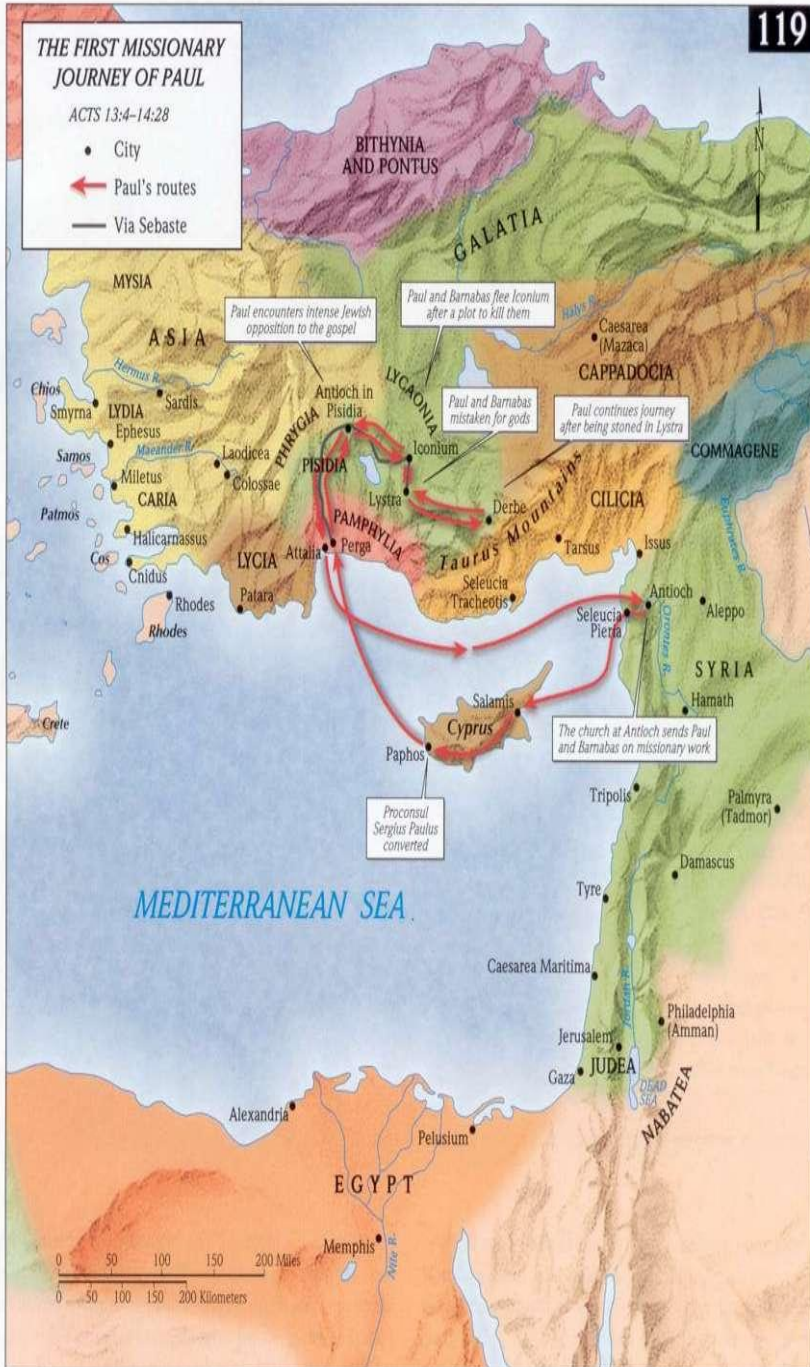 119
THE FIRST MISSIONARY
JOURNEY OF PAUL
ACTS 13:4–14:28
City
Paul's routes
Via Sebaste
N
BITHYNIA
AND PONTUS
GALATIA
MYSIA
ASIA
Paul encounters intense Jewish
opposition to the gospel
Paul and Barnabas flee Iconium
after a plot to kill them
Halys R.
Caesarea
(Mazaca)
CAPPADOCIA
Hermus R.
Chios
Smyrna
LYDIA
Sardis
Ephesus
PHRYGIA
Antioch in
Pisidia
LYCAONIA
Paul and Barnabas
mistaken for gods
Paul continues journey
after being stoned in Lystra
COMMAGENE
Samos
Maeander R.
Laodicea
Colossae
Miletus
CARIA
PISIDIA
Iconium
Lystra
Derbe
CILICIA
Euphrates R.
Patmos
Halicarnassus
Cos
Cnidus
LYCIA
Attalia
Perga
PAMPHYLIA
Taurus Mountains
Tarsus
Issus
Rhodes
Rhodes
Patara
Seleucia
Tracheotis
Seleucia
Pieria
Antioch
Aleppo
Orontes R.
SYRIA
Crete
Salamis
Cyprus
Paphos
Hamath
The church at Antioch sends Paul
and Barnabas on missionary work
Proconsul
Sergius Paulus
converted
Tripolis
Palmyra
(Tadmor)
Damascus
MEDITERRANEAN SEA
Tyre
Caesarea Maritima
Jordan R.
Philadelphia
(Amman)
Jerusalem
JUDEA
Gaza
DEAD
SEA
NABATEA
Alexandria
Pelusium
EGYPT
Memphis
Nile R.
0 50 100 150 200 Miles
0 50 100 150 200 Kilometers